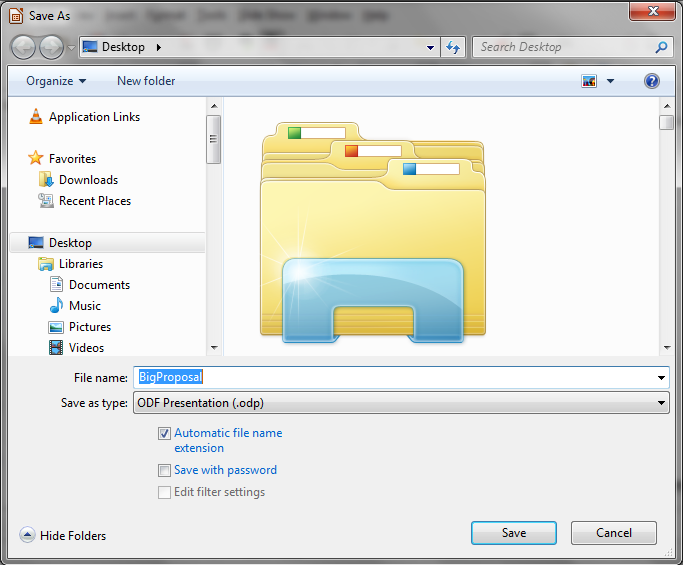 Save As
Desktop
Search Desktop
Organize
New folder
Application Links
Favorites
Downloads
Recent Places
Desktop
Libraries
Documents
Music
Pictures
Videos
File name: BigProposal
Save as type: ODF Presentation (.odp)
Automatic file name
extension
Save with password
Edit filter settings
Hide Folders
Save
Cancel